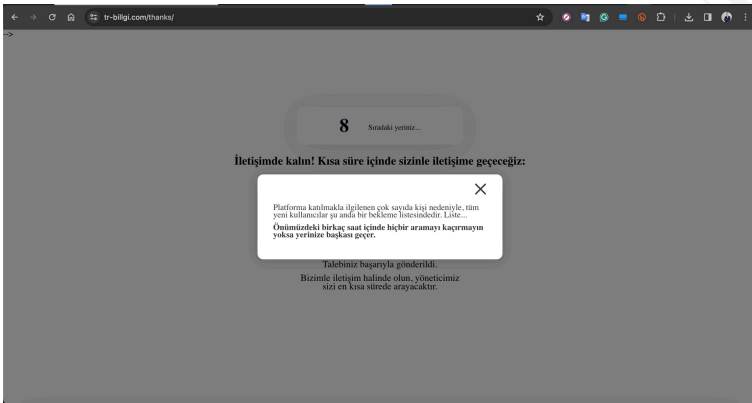 tr-billgi.com/thanks/
-->
8 Sıradaki yeriniz...
İletişimde kalın! Kısa süre içinde sizinle iletişime geçeceğiz:
Platforma katılmakla ilgilenen çok sayıda kişi nedeniyle, tüm
yeni kullanıcılar şu anda bir bekleme listesindedir. Liste...
Önümüzdeki birkaç saat içinde hiçbir aramayı kaçırmayın
yoksa yerinize başkası geçer.
Talebiniz başarıyla gönderildi.
Bizimle iletişim halinde olun, yöneticimiz
sizi en kısa sürede arayacaktır.